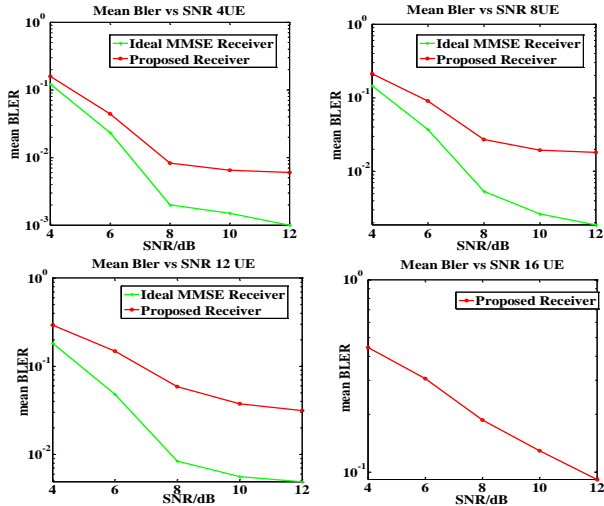 Mean Bler vs SNR 4UE
10^0
10^-1
10^-2
10^-3
mean BLER
Ideal MMSE Receiver
Proposed Receiver
4 6 8 10 12
SNR/dB
Mean Bler vs SNR 8UE
10^0
10^-1
10^-2
mean BLER
Ideal MMSE Receiver
Proposed Receiver
4 6 8 10 12
SNR/dB
Mean Bler vs SNR 12 UE
10^0
10^-1
10^-2
mean BLER
Ideal MMSE Receiver
Proposed Receiver
4 6 8 10 12
SNR/dB
Mean Bler vs SNR 16 UE
10^0
10^-1
mean BLER
Proposed Receiver
4 6 8 10 12
SNR/dB